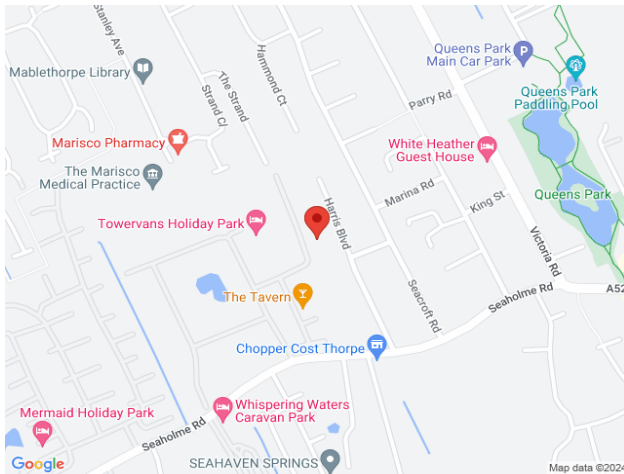 Stanley Ave
Mablethorpe Library
The Strand
Strand Cl
Hammond Ct
Queens Park
Main Car Park
P
Queens Park
Paddling Pool
Parry Rd
Marisco Pharmacy
The Marisco
Medical Practice
White Heather
Guest House
Marina Rd
King St
Queens Park
Towervans Holiday Park
Harris Blvd
Victoria Rd
The Tavern
Seacroft Rd
Seaholme Rd
A52
Chopper Cost Thorpe
Mermaid Holiday Park
Whispering Waters
Caravan Park
Seaholme Rd
SEAHAVEN SPRINGS
Google
Map data ©2024